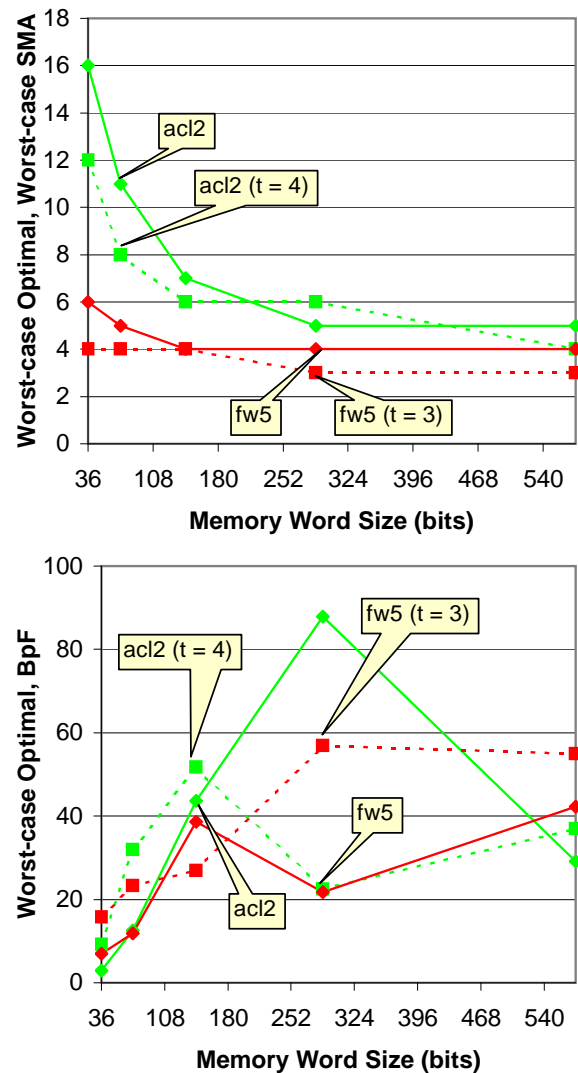 Worst-case Optimal, Worst-case SMA
18
16
14
12
10
8
6
4
2
0
acl2
acl2 (t = 4)
fw5
fw5 (t = 3)
36 108 180 252 324 396 468 540
Memory Word Size (bits)
Worst-case Optimal, BpF
100
80
60
40
20
0
fw5 (t = 3)
acl2 (t = 4)
fw5
acl2
36 108 180 252 324 396 468 540
Memory Word Size (bits)